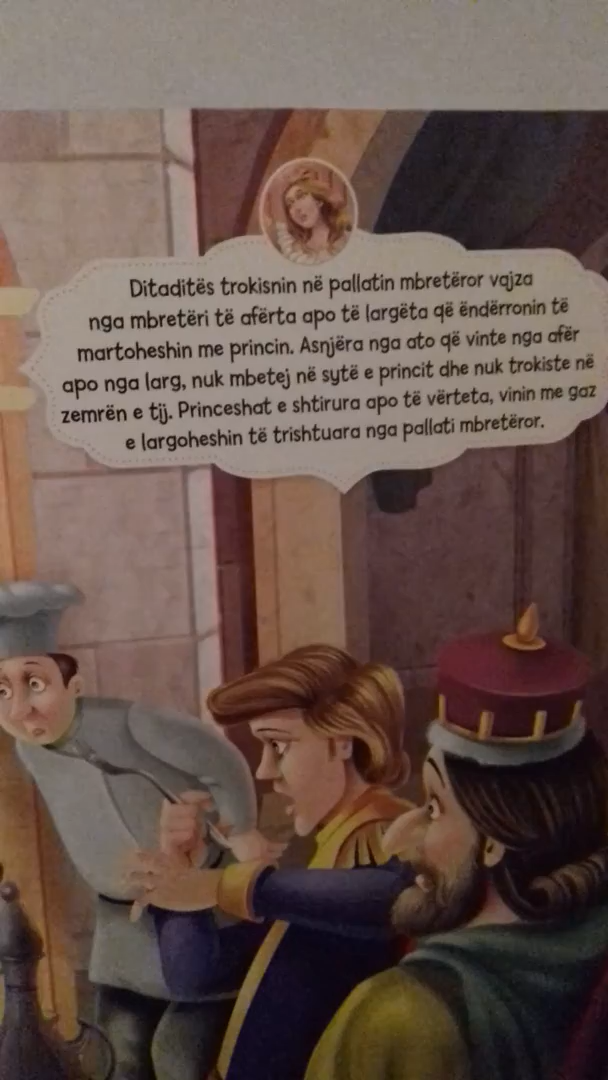 Ditaditës trokisnin në pallatin mbretëror vajza
nga mbretëri të afërta apo të largëta që ëndërronin të
martoheshin me princin. Asnjëra nga ato që vinte nga afër
apo nga larg, nuk mbetej në sytë e princit dhe nuk trokiste në
zemrën e tij. Princeshat e shtirura apo të vërteta, vinin me gaz
e largoheshin të trishtuara nga pallati mbretëror.